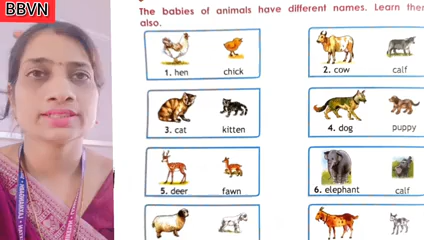 BBVN
The babies of animals have different names. Learn ther
also.
1. hen chick
2. cow calf
3. cat kitten
4. dog puppy
5. deer fawn
6. elephant calf